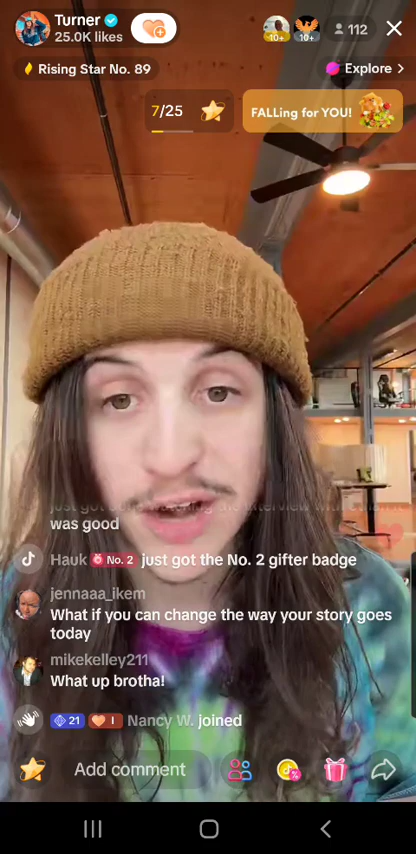 Turner
25.0K likes
10+
10+
112
Rising Star No. 89
Explore >
7/25
FALLing for YOU!
was good
Hauk No. 2 just got the No. 2 gifter badge
jennaaa_ikem
What if you can change the way your story goes
today
mikekelley211
What up brotha!
21 I Nancy W. joined
Add comment